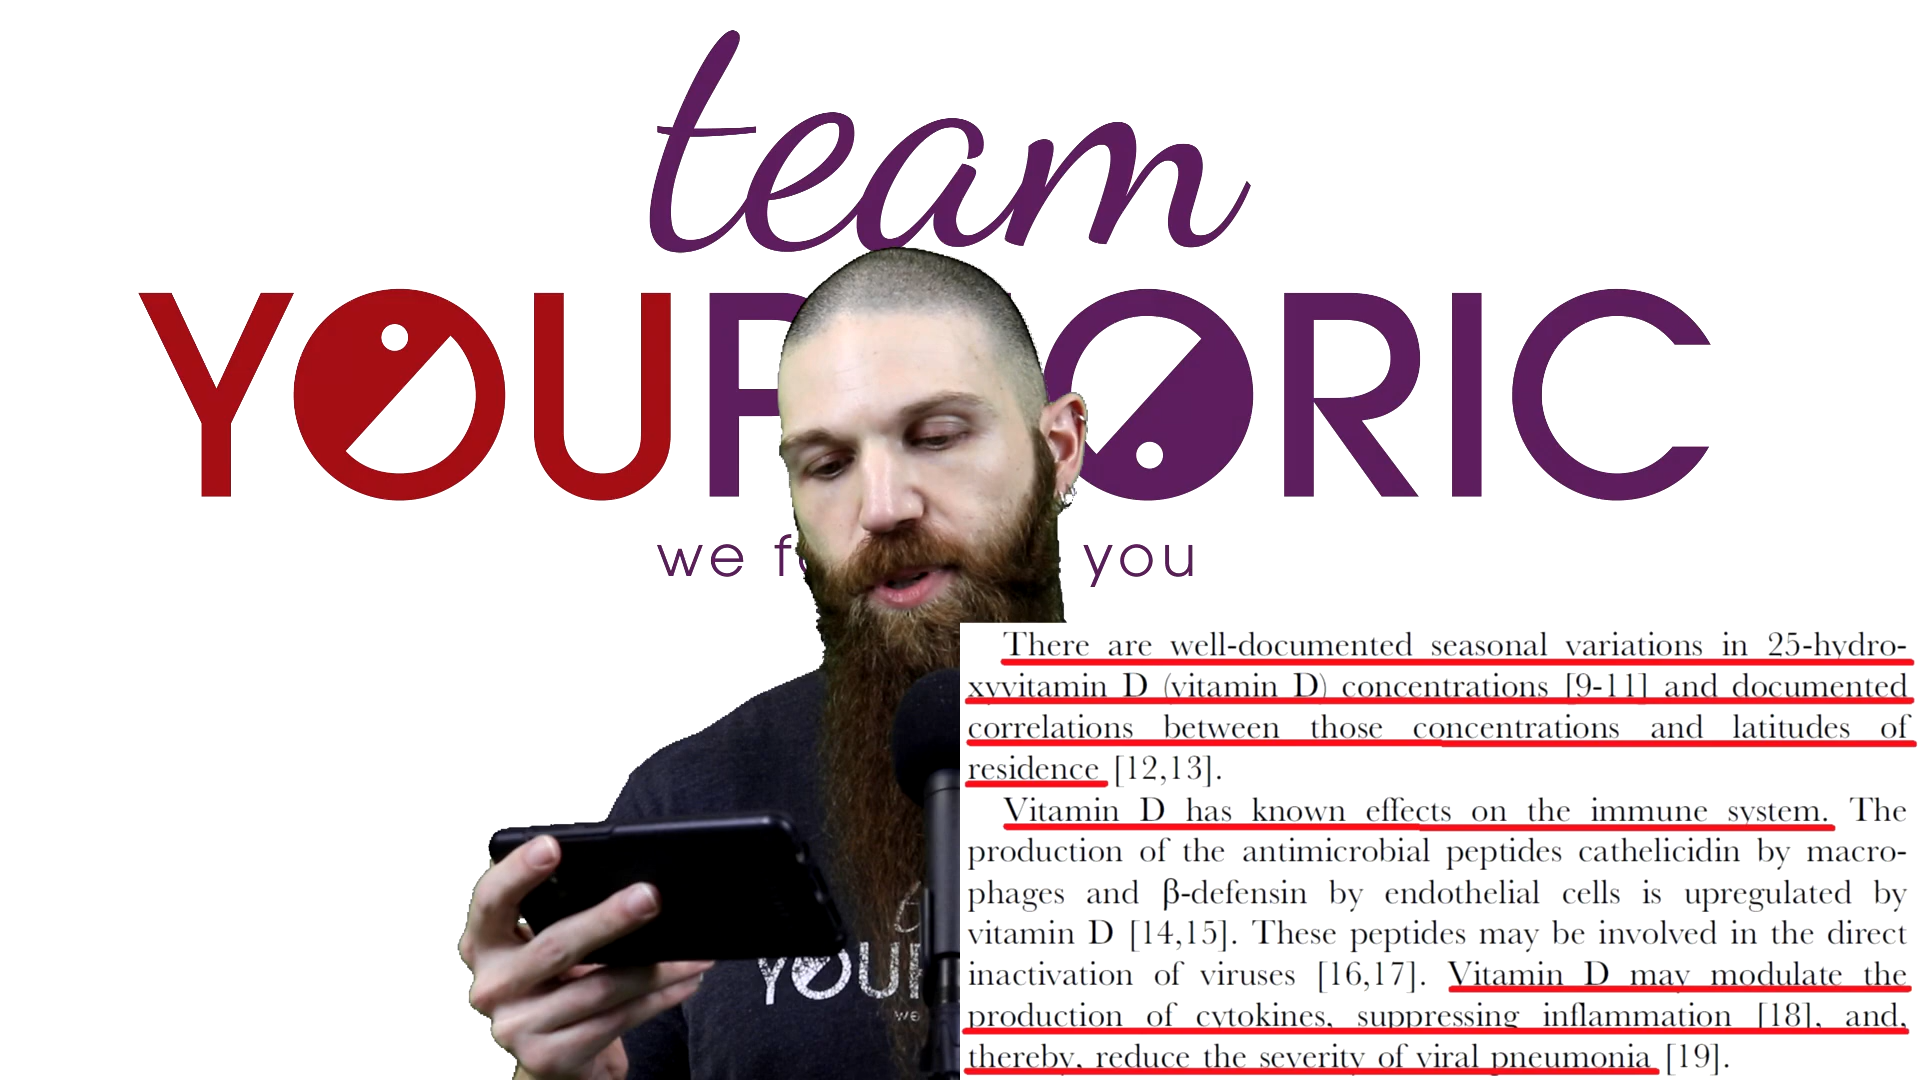 team
YOUP ORIC
we f you
There are well-documented seasonal variations in 25-hydro-
xyvitamin D (vitamin D) concentrations [9-11] and documented
correlations between those concentrations and latitudes of
residence [12,13].
Vitamin D has known effects on the immune system. The
production of the antimicrobial peptides cathelicidin by macro-
phages and β-defensin by endothelial cells is upregulated by
vitamin D [14,15]. These peptides may be involved in the direct
inactivation of viruses [16,17]. Vitamin D may modulate the
production of cytokines, suppressing inflammation [18], and,
thereby, reduce the severity of viral pneumonia [19].
YOU
we